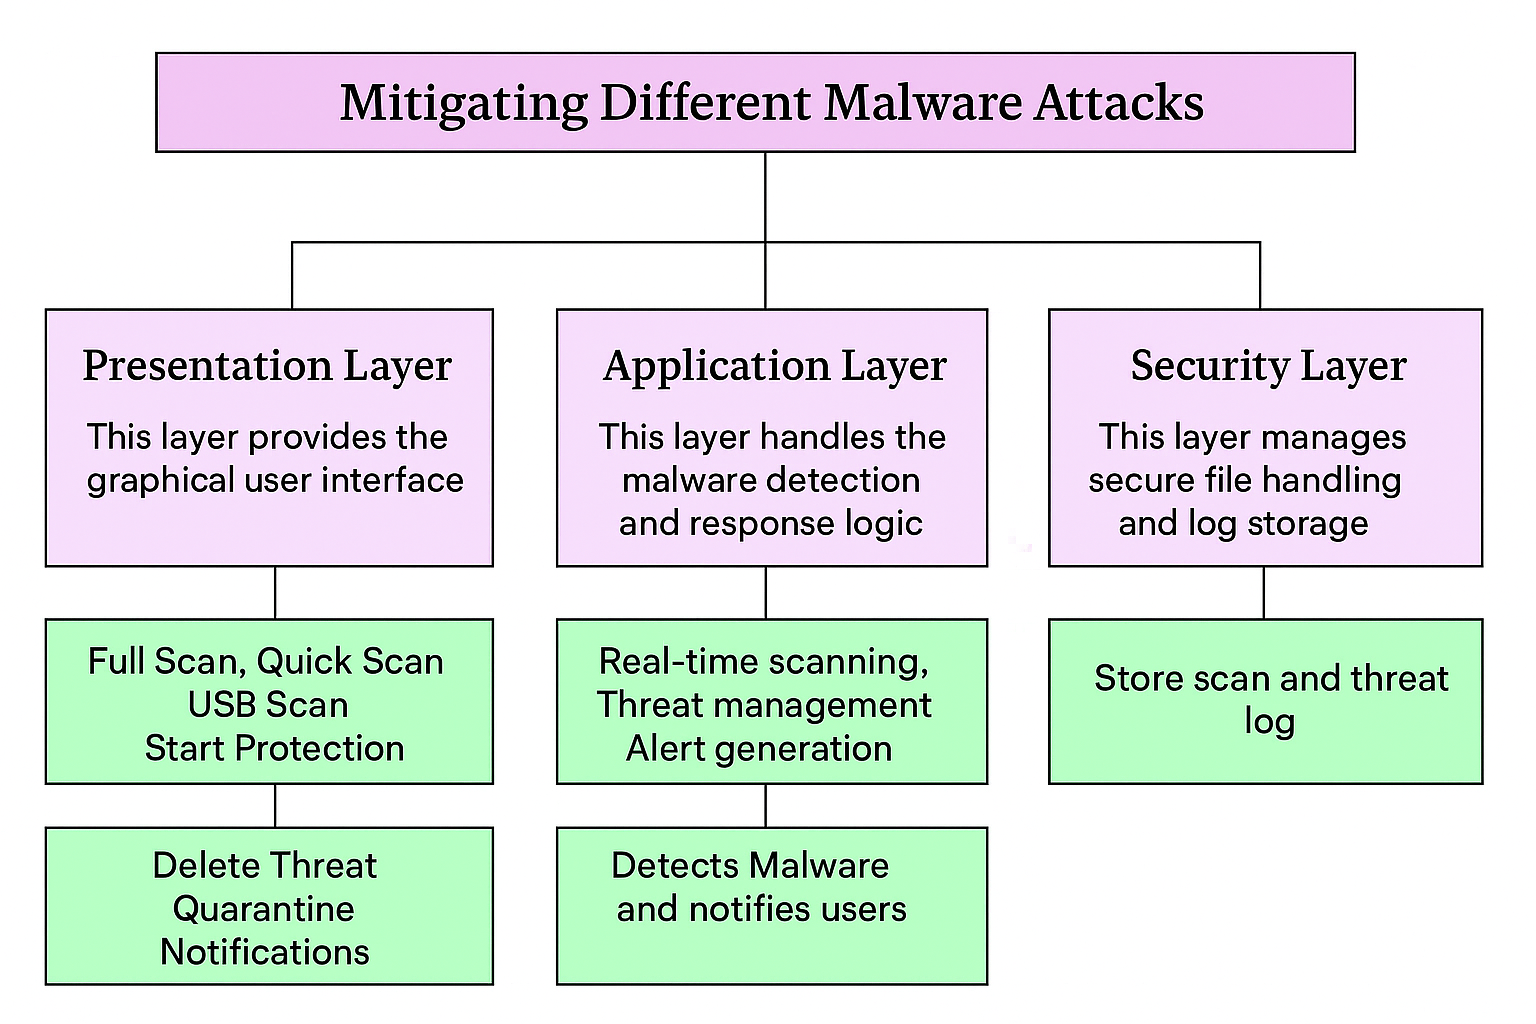 Mitigating Different Malware Attacks
Presentation Layer
This layer provides the
graphical user interface
Application Layer
This layer handles the
malware detection
and response logic
Security Layer
This layer manages
secure file handling
and log storage
Full Scan, Quick Scan
USB Scan
Start Protection
Real-time scanning,
Threat management
Alert generation
Store scan and threat
log
Delete Threat
Quarantine
Notifications
Detects Malware
and notifies users